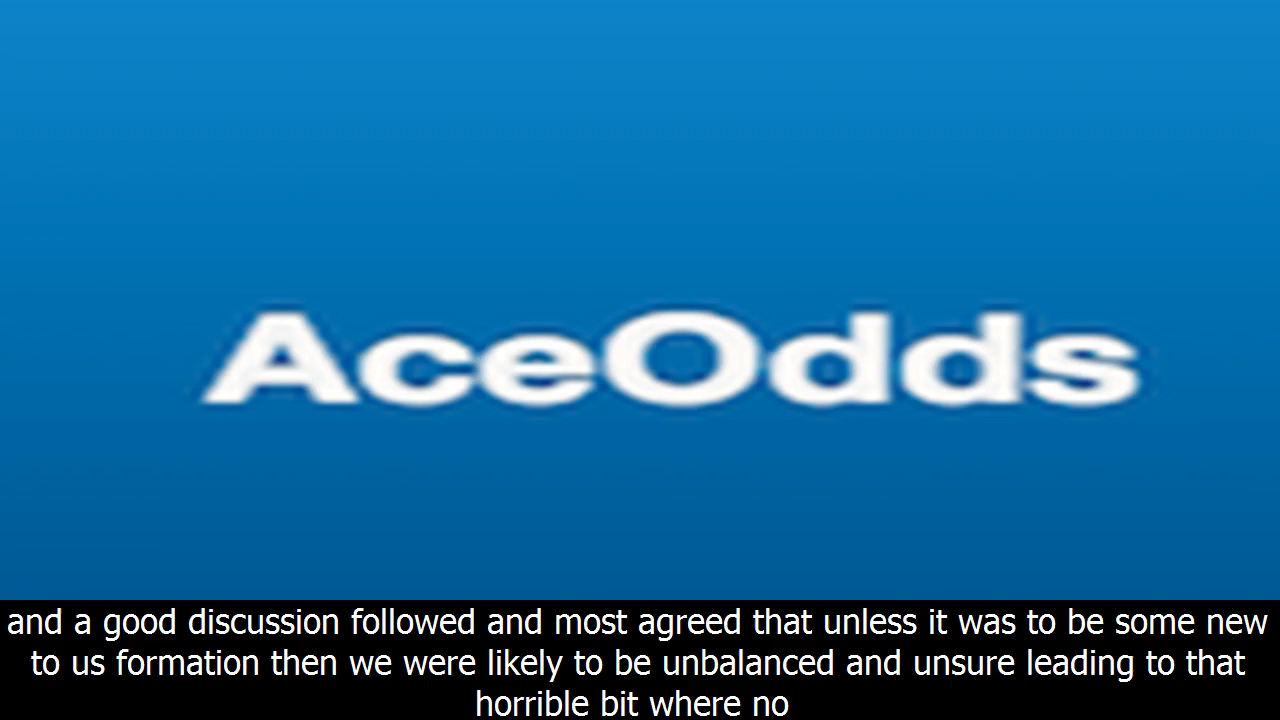 AceOdds
and a good discussion followed and most agreed that unless it was to be some new
to us formation then we were likely to be unbalanced and unsure leading to that
horrible bit where no